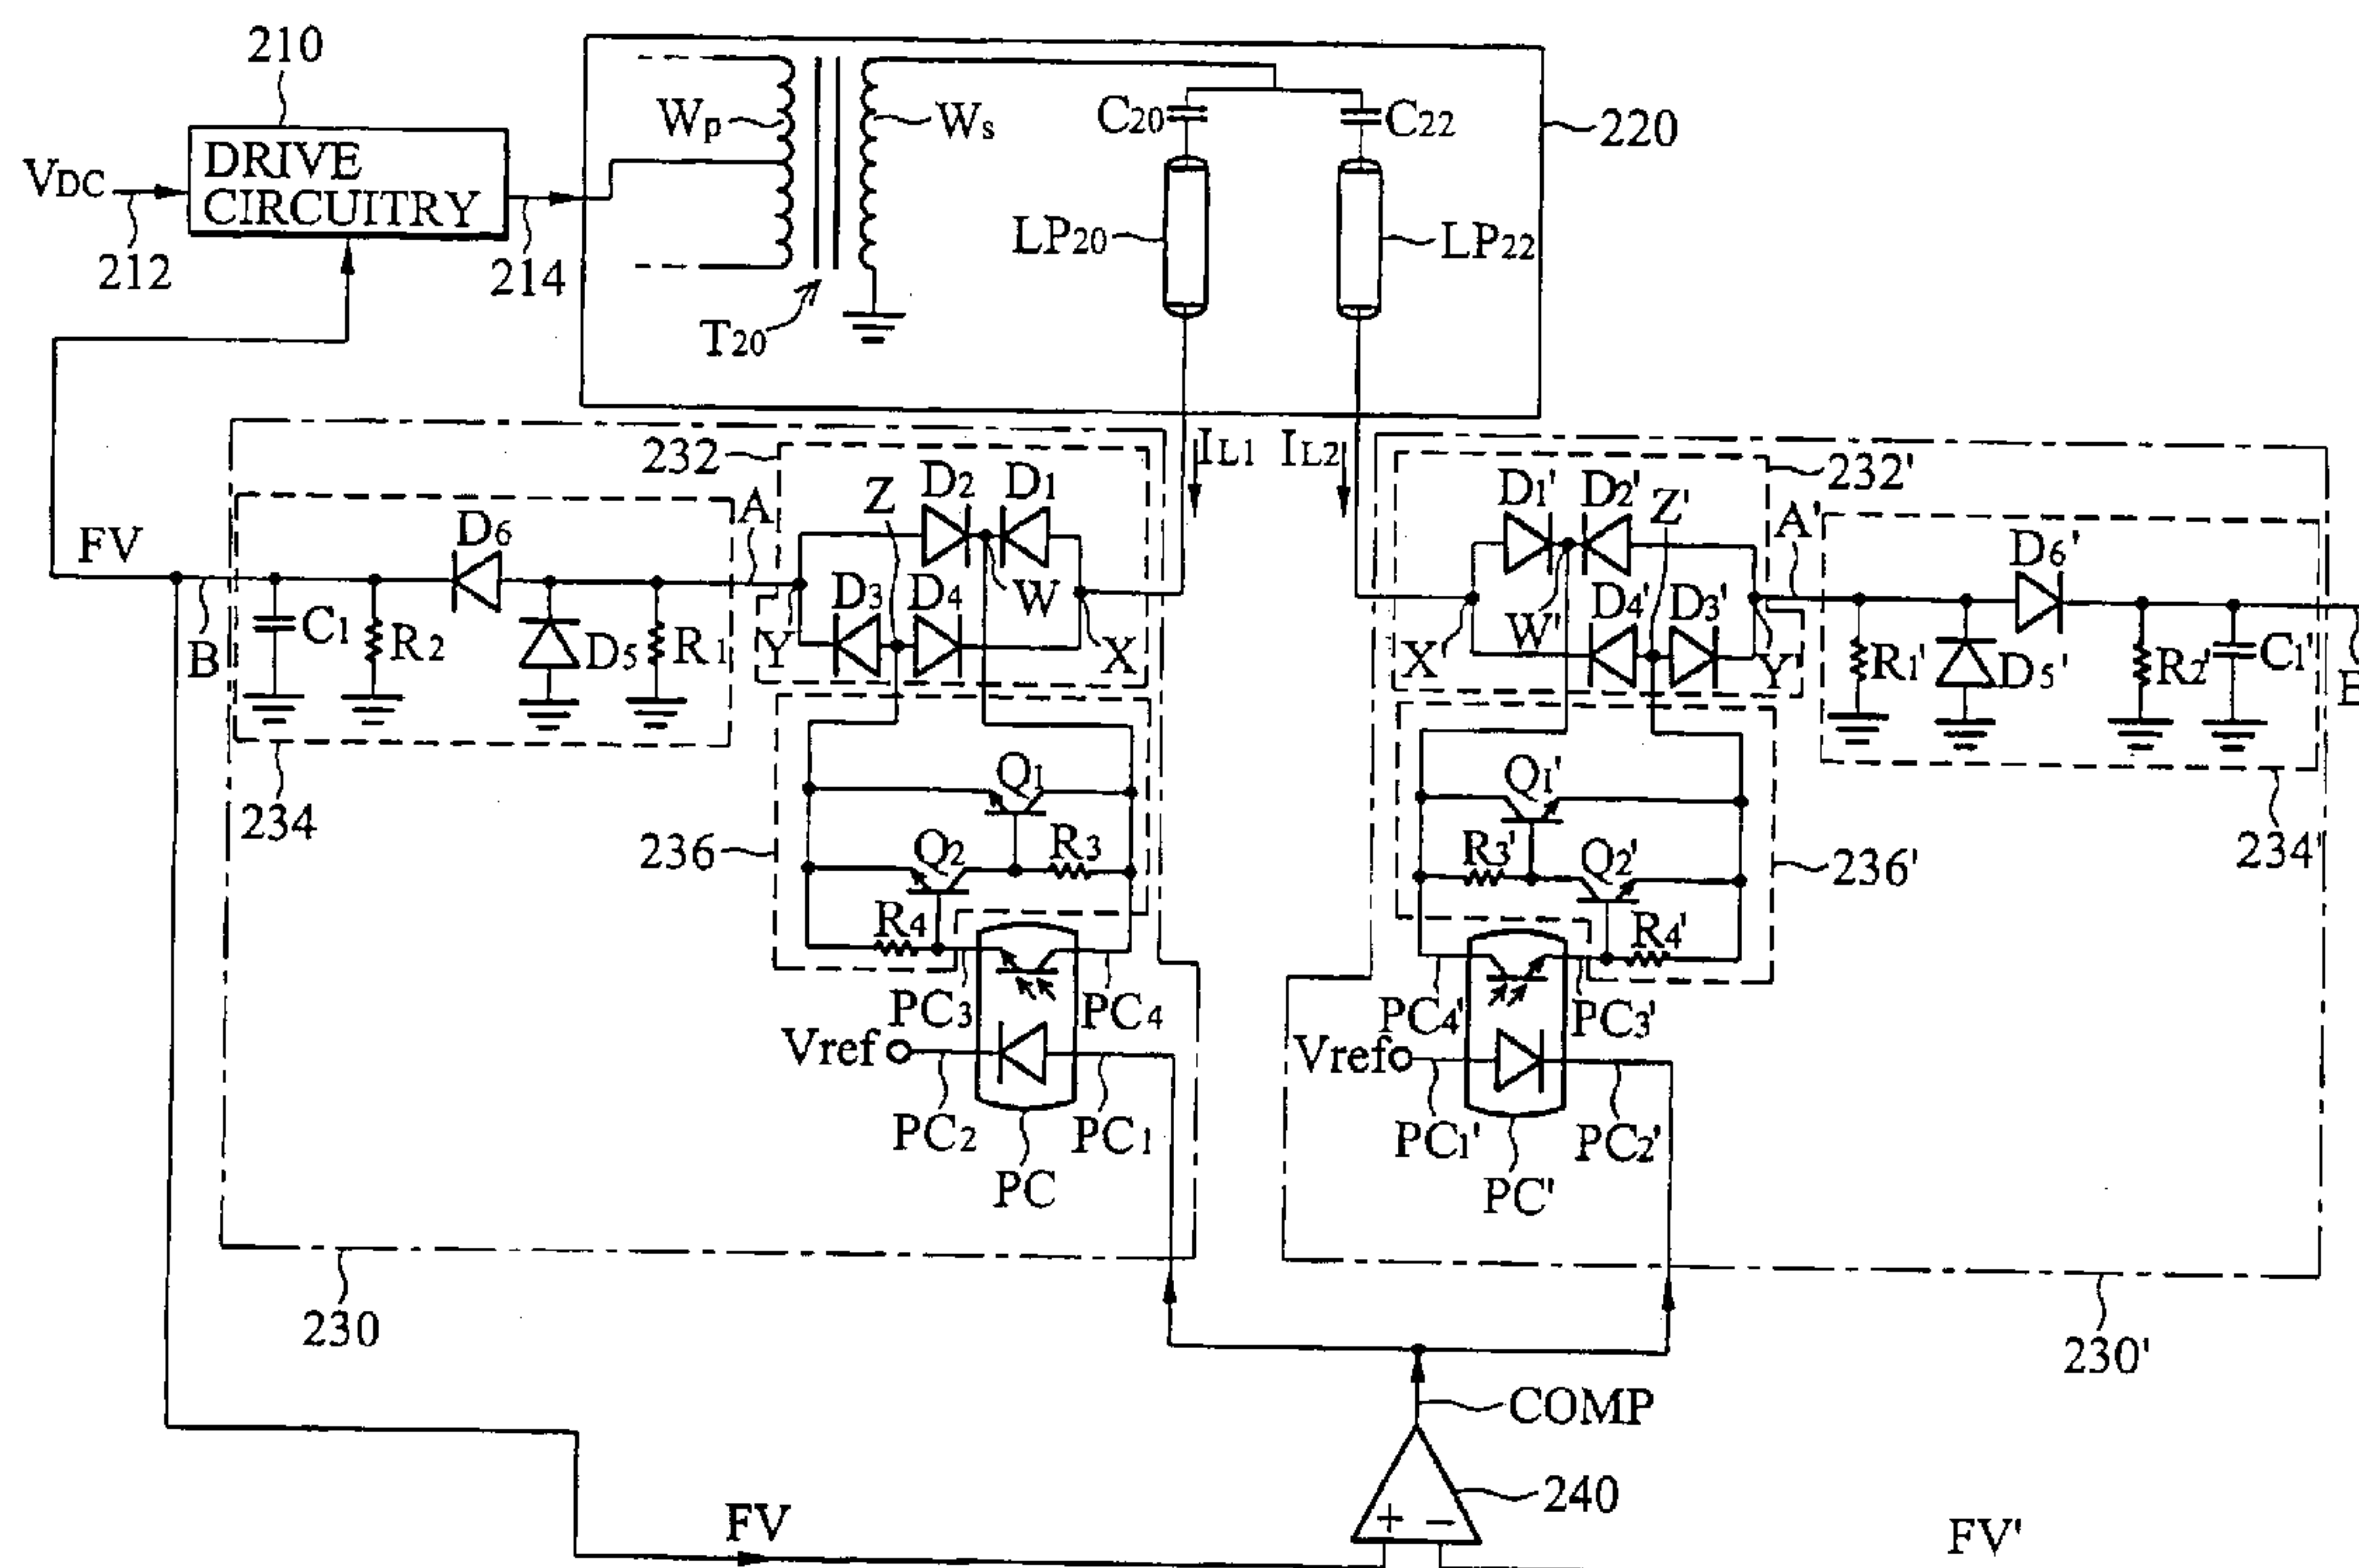 210
VDC
DRIVE
CIRCUITRY
212
214
Wp
Ws
T20
C20
C22
LP20
LP22
220
IL1
IL2
232
232'
Z
D2
D1
A
D6
FV
Y
D3
D4
W
X
B
C1
R2
D5
R1
234
D1'
D2'
Z'
A'
D6'
X'
W'
D4'
D3'
Y'
R1'
D5'
R2'
C1'
234'
236
Q1
Q2
R3
R4
PC3
PC4
Vref
PC2
PC1
PC
230
Q1'
R3'
Q2'
R4'
236'
PC4'
PC3'
Vref
PC1'
PC2'
PC'
230'
COMP
240
+ −
FV
FV'